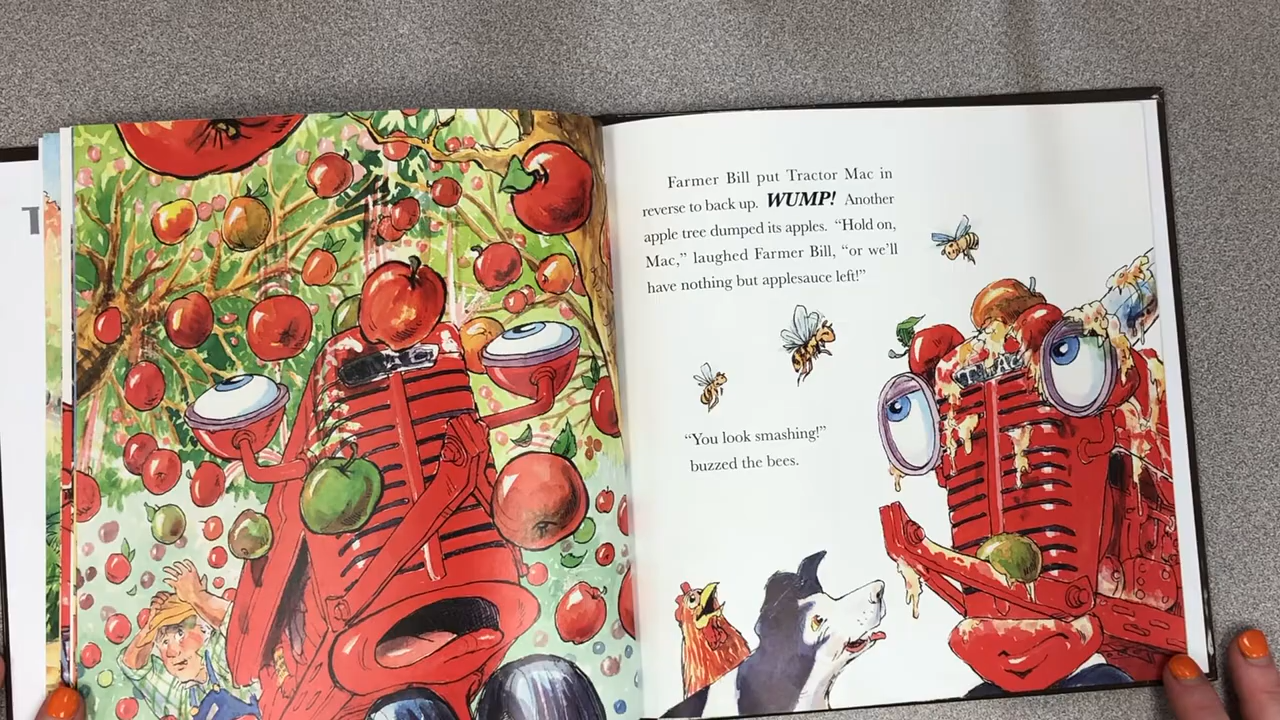 T
Farmer Bill put Tractor Mac in
reverse to back up. WUMP! Another
apple tree dumped its apples. “Hold on,
Mac,” laughed Farmer Bill, “or we’ll
have nothing but applesauce left!”
“You look smashing!”
buzzed the bees.